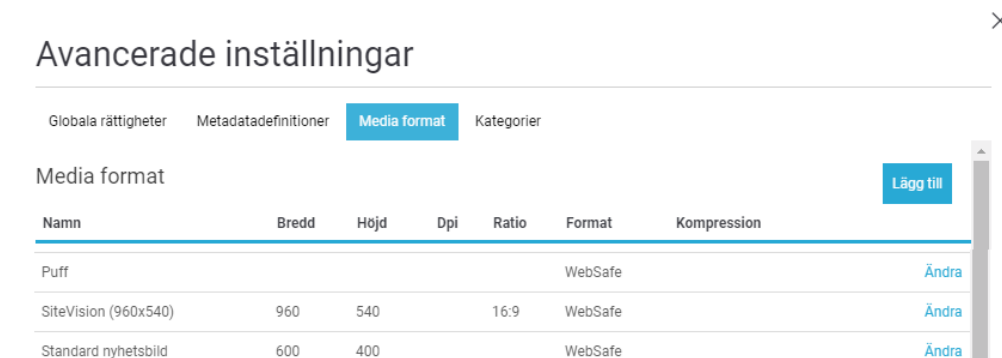 Avancerade inställningar
Globala rättigheter Metadatadefinitioner Media format Kategorier
Media format
Lägg till
Namn Bredd Höjd Dpi Ratio Format Kompression
Puff WebSafe Ändra
SiteVision (960x540) 960 540 16:9 WebSafe Ändra
Standard nyhetsbild 600 400 WebSafe Ändra